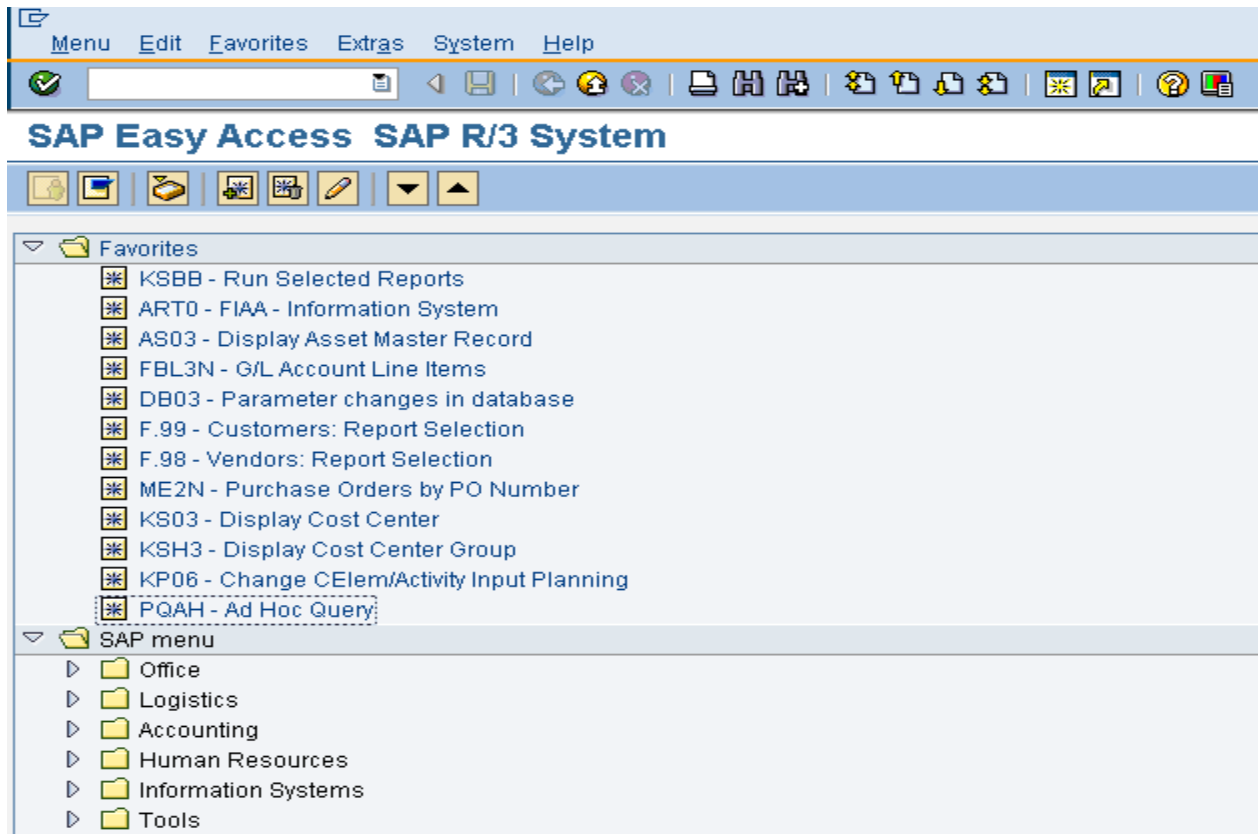 Menu Edit Favorites Extras System Help
SAP Easy Access SAP R/3 System
Favorites
KSBB - Run Selected Reports
ART0 - FIAA - Information System
AS03 - Display Asset Master Record
FBL3N - G/L Account Line Items
DB03 - Parameter changes in database
F.99 - Customers: Report Selection
F.98 - Vendors: Report Selection
ME2N - Purchase Orders by PO Number
KS03 - Display Cost Center
KSH3 - Display Cost Center Group
KP06 - Change CElem/Activity Input Planning
PQAH - Ad Hoc Query
SAP menu
Office
Logistics
Accounting
Human Resources
Information Systems
Tools